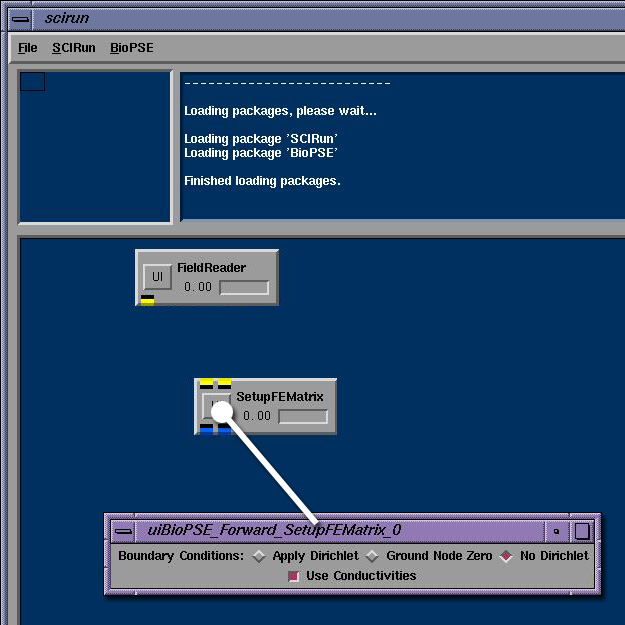 scirun
File SCIRun BioPSE
---------------------------
Loading packages, please wait...
Loading package 'SCIRun'
Loading package 'BioPSE'
Finished loading packages.
FieldReader
UI
0.00
SetupFEMatrix
0.00
uiBioPSE_Forward_SetupFEMatrix_0
Boundary Conditions: Apply Dirichlet Ground Node Zero No Dirichlet
Use Conductivities